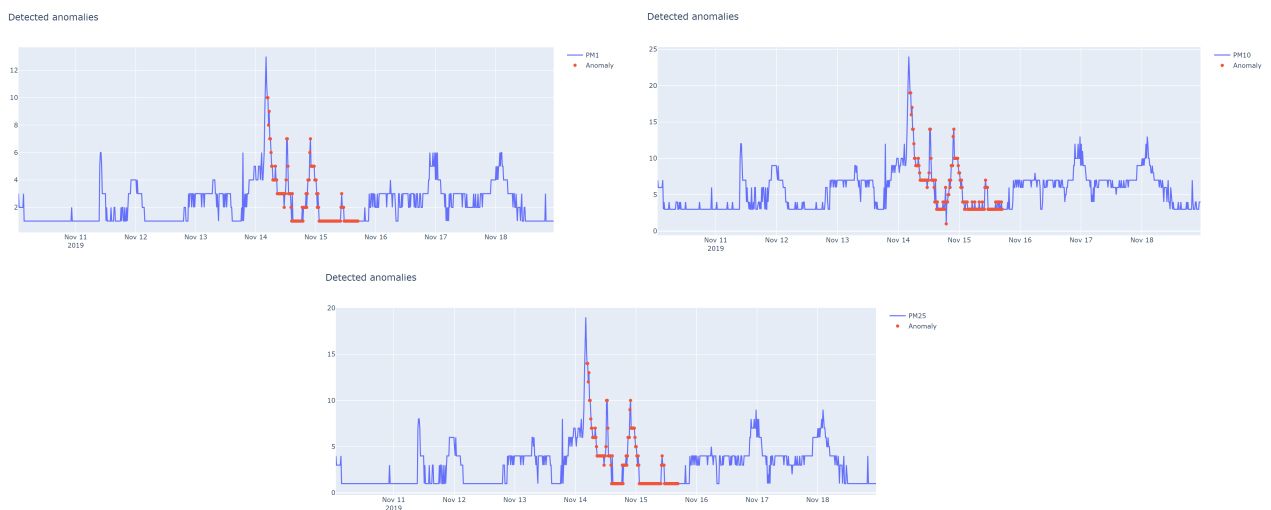 Detected anomalies
PM1
Anomaly
12
10
8
6
4
2
Nov 11
2019
Nov 12
Nov 13
Nov 14
Nov 15
Nov 16
Nov 17
Nov 18
Detected anomalies
PM10
Anomaly
25
20
15
10
5
0
Nov 11
2019
Nov 12
Nov 13
Nov 14
Nov 15
Nov 16
Nov 17
Nov 18
Detected anomalies
PM25
Anomaly
20
15
10
5
0
Nov 11
2019
Nov 12
Nov 13
Nov 14
Nov 15
Nov 16
Nov 17
Nov 18